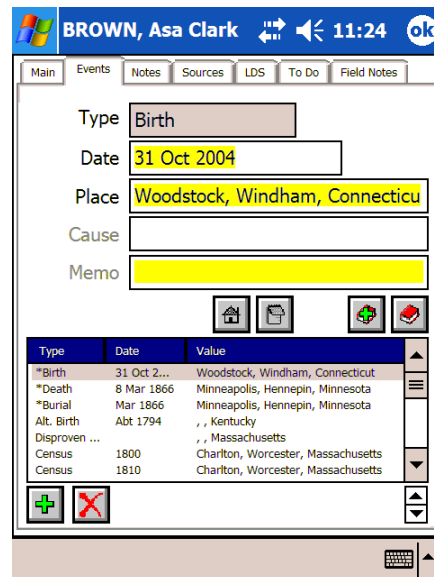 BROWN, Asa Clark 11:24 ok
Main Events Notes Sources LDS To Do Field Notes
Type Birth
Date 31 Oct 2004
Place Woodstock, Windham, Connecticu
Cause
Memo
Type Date Value
*Birth 31 Oct 2... Woodstock, Windham, Connecticut
*Death 8 Mar 1866 Minneapolis, Hennepin, Minnesota
*Burial Mar 1866 Minneapolis, Hennepin, Minnesota
Alt. Birth Abt 1794 , , Kentucky
Disproven ... , , Massachusetts
Census 1800 Charlton, Worcester, Massachusetts
Census 1810 Charlton, Worcester, Massachusetts